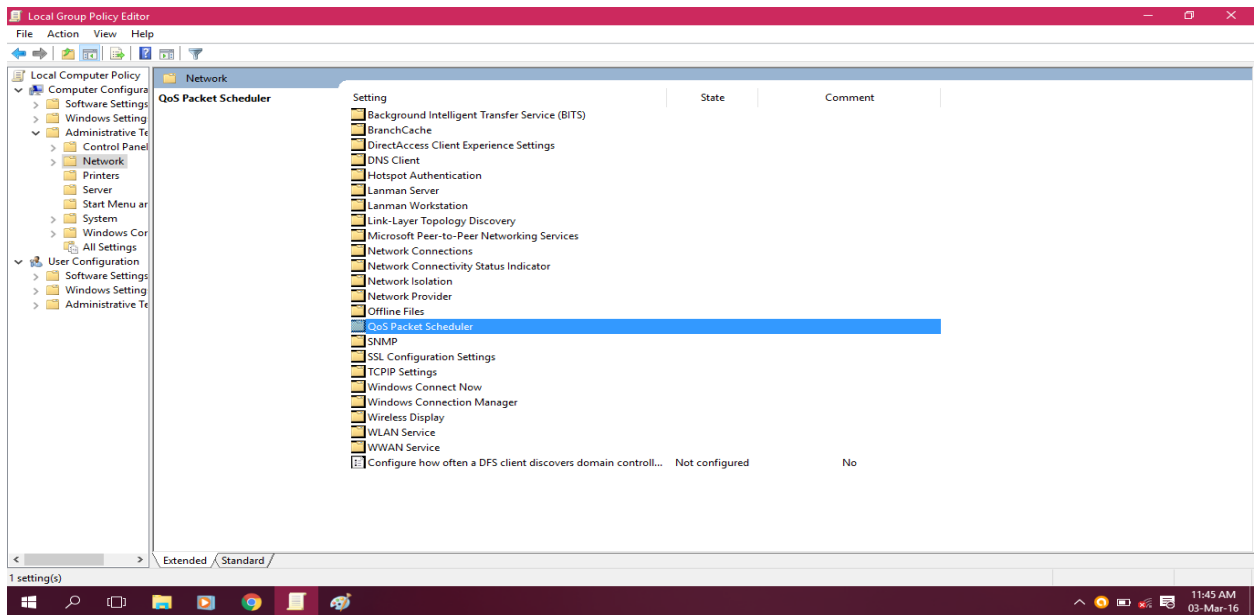 Local Group Policy Editor
File Action View Help
Local Computer Policy
Computer Configura
Software Settings
Windows Setting
Administrative Te
Control Panel
Network
Printers
Server
Start Menu ar
System
Windows Cor
All Settings
User Configuration
Software Settings
Windows Setting
Administrative Te
Network
QoS Packet Scheduler
Setting State Comment
Background Intelligent Transfer Service (BITS)
BranchCache
DirectAccess Client Experience Settings
DNS Client
Hotspot Authentication
Lanman Server
Lanman Workstation
Link-Layer Topology Discovery
Microsoft Peer-to-Peer Networking Services
Network Connections
Network Connectivity Status Indicator
Network Isolation
Network Provider
Offline Files
QoS Packet Scheduler
SNMP
SSL Configuration Settings
TCPIP Settings
Windows Connect Now
Windows Connection Manager
Wireless Display
WLAN Service
WWAN Service
Configure how often a DFS client discovers domain controll... Not configured No
Extended Standard
1 setting(s)
11:45 AM
03-Mar-16